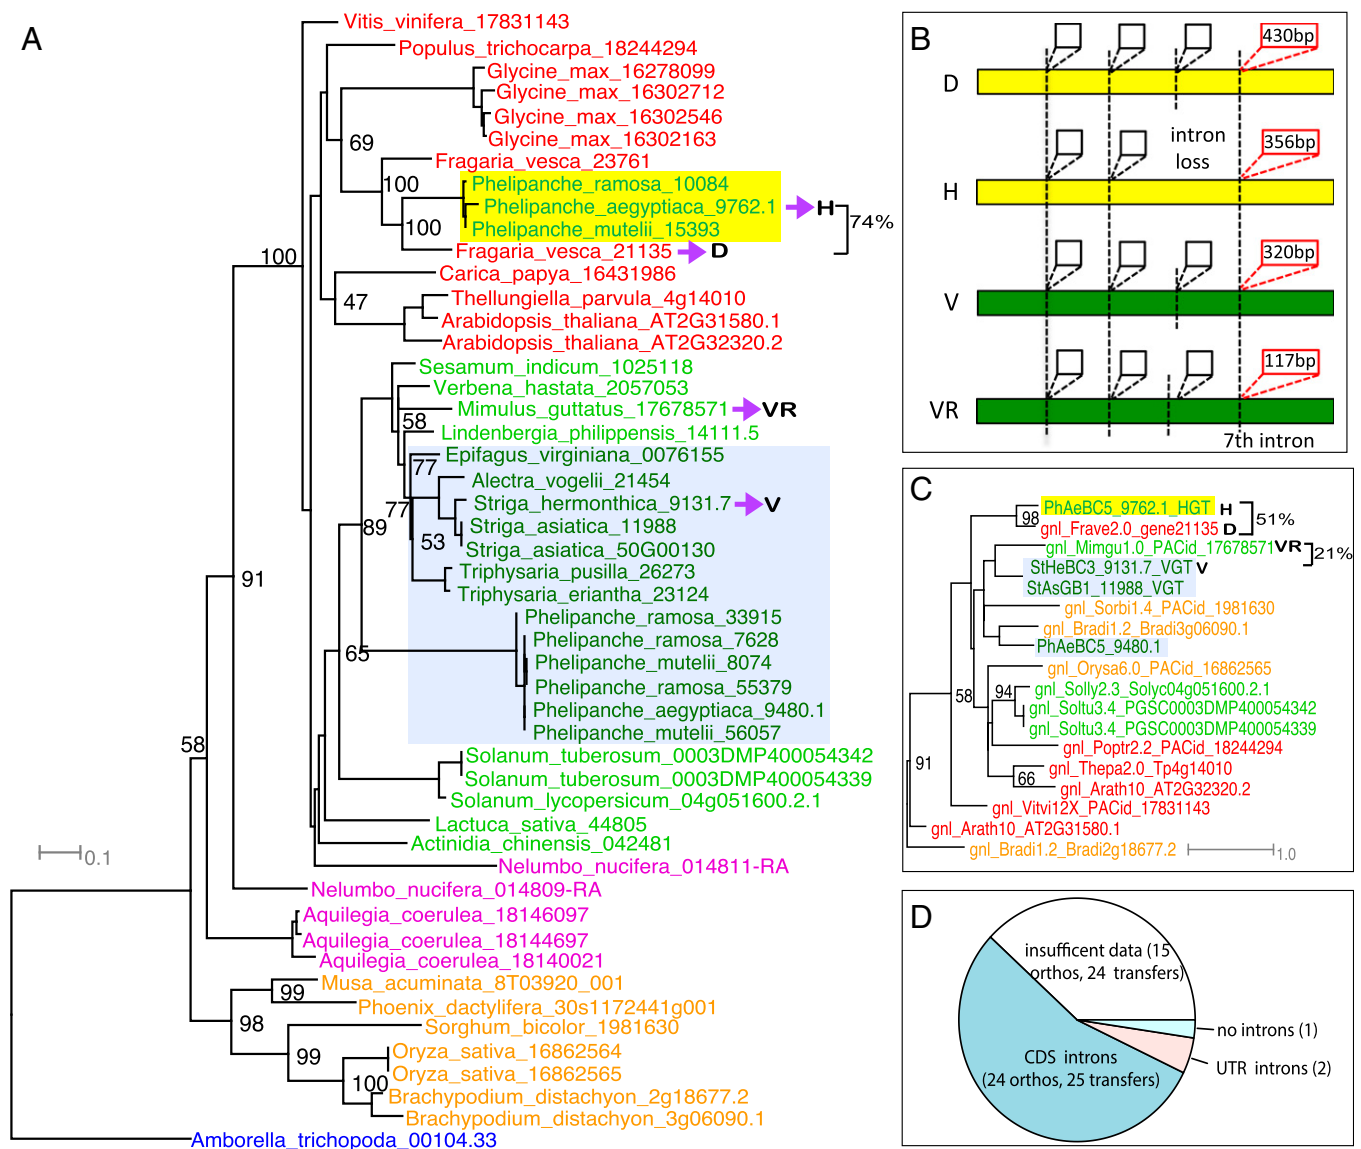 A
Vitis_vinifera_17831143
Populus_trichocarpa_18244294
Glycine_max_16278099
Glycine_max_16302712
Glycine_max_16302546
Glycine_max_16302163
69
Fragaria_vesca_23761
100
Phelipanche_ramosa_10084
Phelipanche_aegyptiaca_9762.1
H
74%
Phelipanche_mutelii_15393
100
Fragaria_vesca_21135
D
100
Carica_papya_16431986
47
Thellungiella_parvula_4g14010
Arabidopsis_thaliana_AT2G31580.1
Arabidopsis_thaliana_AT2G32320.2
Sesamum_indicum_1025118
Verbena_hastata_2057053
Mimulus_guttatus_17678571
VR
58
Lindenbergia_philippensis_14111.5
Epifagus_virginiana_0076155
77
Alectra_vogelii_21454
Striga_hermonthica_9131.7
V
77
89
Striga_asiatica_11988
53
Striga_asiatica_50G00130
Triphysaria_pusilla_26273
91
Triphysaria_eriantha_23124
Phelipanche_ramosa_33915
Phelipanche_ramosa_7628
65
Phelipanche_mutelii_8074
Phelipanche_ramosa_55379
Phelipanche_aegyptiaca_9480.1
Phelipanche_mutelii_56057
58
Solanum_tuberosum_0003DMP400054342
Solanum_tuberosum_0003DMP400054339
Solanum_lycopersicum_04g051600.2.1
Lactuca_sativa_44805
Actinidia_chinensis_042481
0.1
Nelumbo_nucifera_014811-RA
Nelumbo_nucifera_014809-RA
Aquilegia_coerulea_18146097
Aquilegia_coerulea_18144697
Aquilegia_coerulea_18140021
Musa_acuminata_8T03920_001
99
Phoenix_dactylifera_30s1172441g001
98
Sorghum_bicolor_1981630
99
Oryza_sativa_16862564
Oryza_sativa_16862565
100
Brachypodium_distachyon_2g18677.2
Brachypodium_distachyon_3g06090.1
Amborella_trichopoda_00104.33
B
430bp
D
intron
loss
356bp
H
320bp
V
117bp
VR
7th intron
C
PhAeBC5_9762.1_HGT H
51%
98
gnl_Frave2.0_gene21135 D
gnl_Mimgu1.0_PACid_17678571 VR
21%
StHeBC3_9131.7_VGT V
StAsGB1_11988_VGT
gnl_Sorbi1.4_PACid_1981630
gnl_Bradi1.2_Bradi3g06090.1
PhAeBC5_9480.1
gnl_Orysa6.0_PACid_16862565
58
94
gnl_Solly2.3_Solyc04g051600.2.1
gnl_Soltu3.4_PGSC0003DMP400054342
gnl_Soltu3.4_PGSC0003DMP400054339
gnl_Poptr2.2_PACid_18244294
91
gnl_Thepa2.0_Tp4g14010
66
gnl_Arath10_AT2G32320.2
gnl_Vitvi12X_PACid_17831143
gnl_Arath10_AT2G31580.1
gnl_Bradi1.2_Bradi2g18677.2
1.0
D
insufficent data (15
orthos, 24 transfers)
no introns (1)
UTR introns (2)
CDS introns
(24 orthos, 25 transfers)